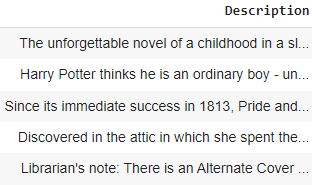 Description
The unforgettable novel of a childhood in a sl...
Harry Potter thinks he is an ordinary boy - un...
Since its immediate success in 1813, Pride and...
Discovered in the attic in which she spent the...
Librarian's note: There is an Alternate Cover ...